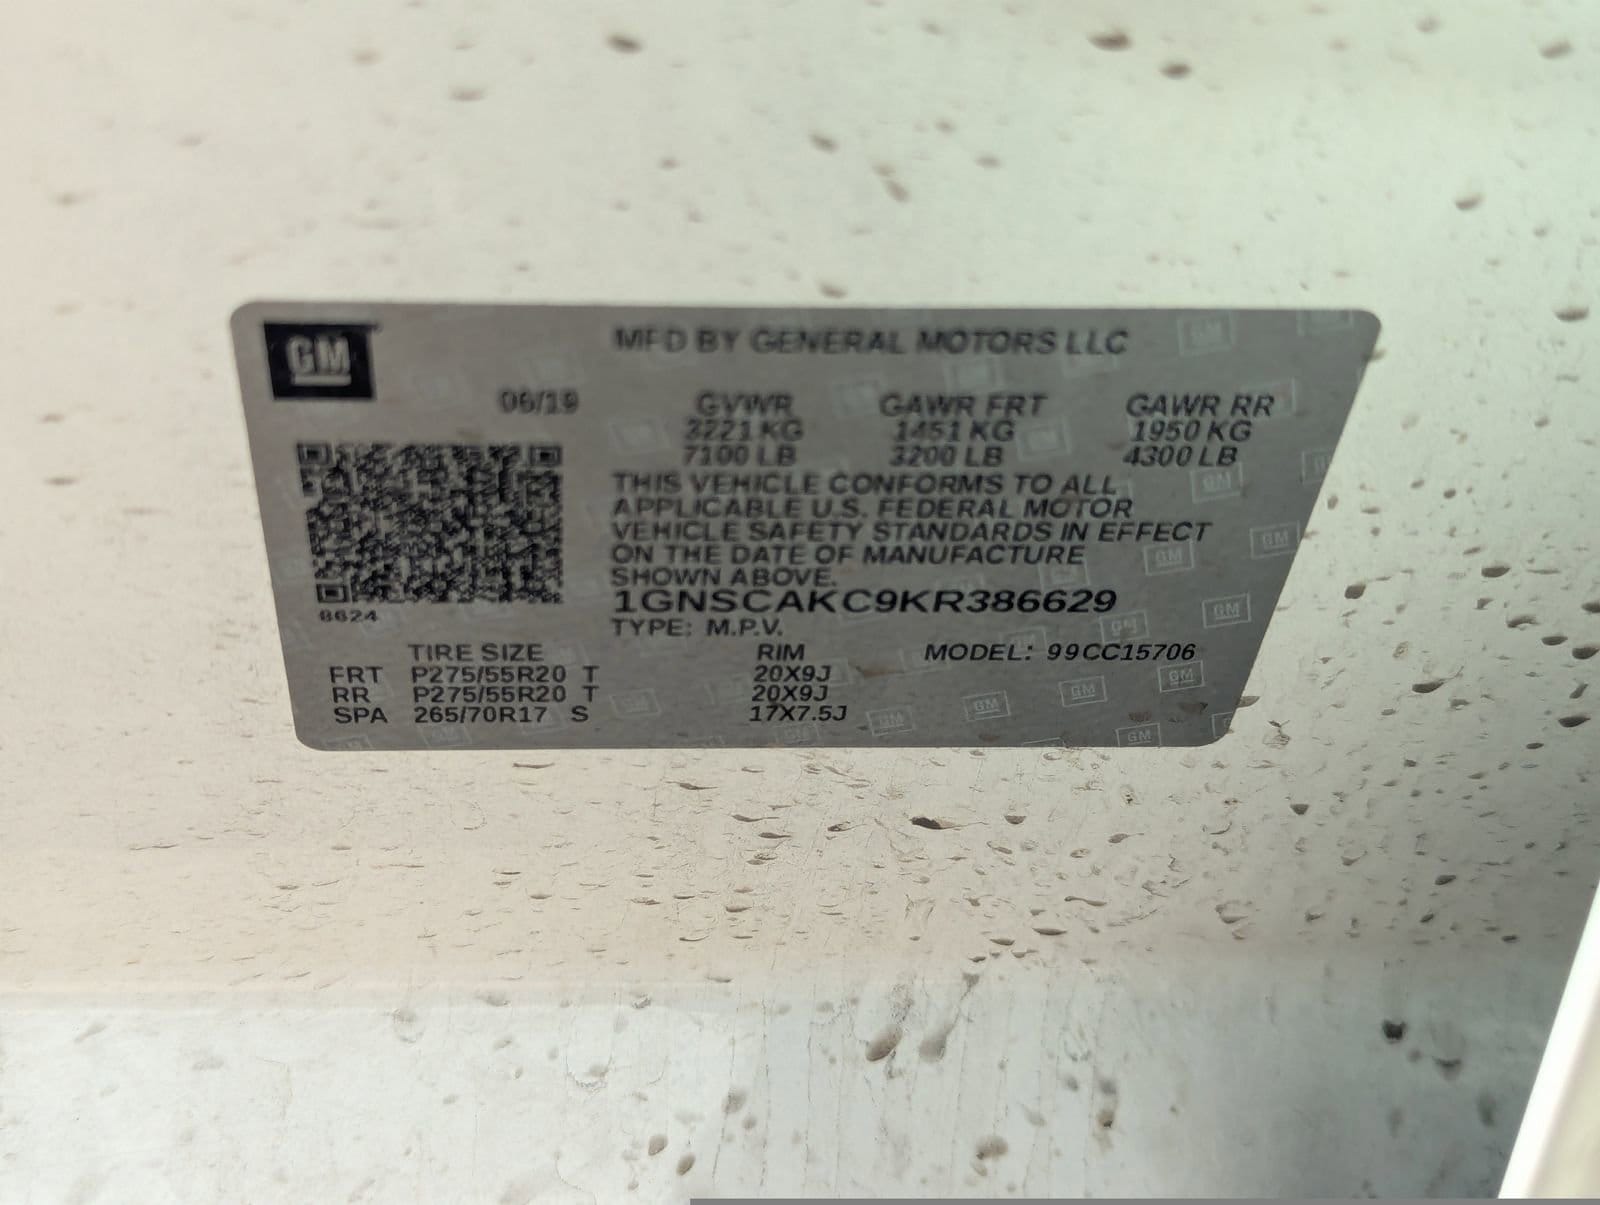 GM
MFD BY GENERAL MOTORS LLC
06/19 GVWR GAWR FRT GAWR RR
3221 KG 1451 KG 1950 KG
7100 LB 3200 LB 4300 LB
THIS VEHICLE CONFORMS TO ALL
APPLICABLE U.S. FEDERAL MOTOR
VEHICLE SAFETY STANDARDS IN EFFECT
ON THE DATE OF MANUFACTURE
SHOWN ABOVE.
1GNSCAKC9KR386629
8624
TYPE: M.P.V.
TIRE SIZE RIM MODEL: 99CC15706
FRT P275/55R20 T 20X9J
RR P275/55R20 T 20X9J
SPA 265/70R17 S 17X7.5J